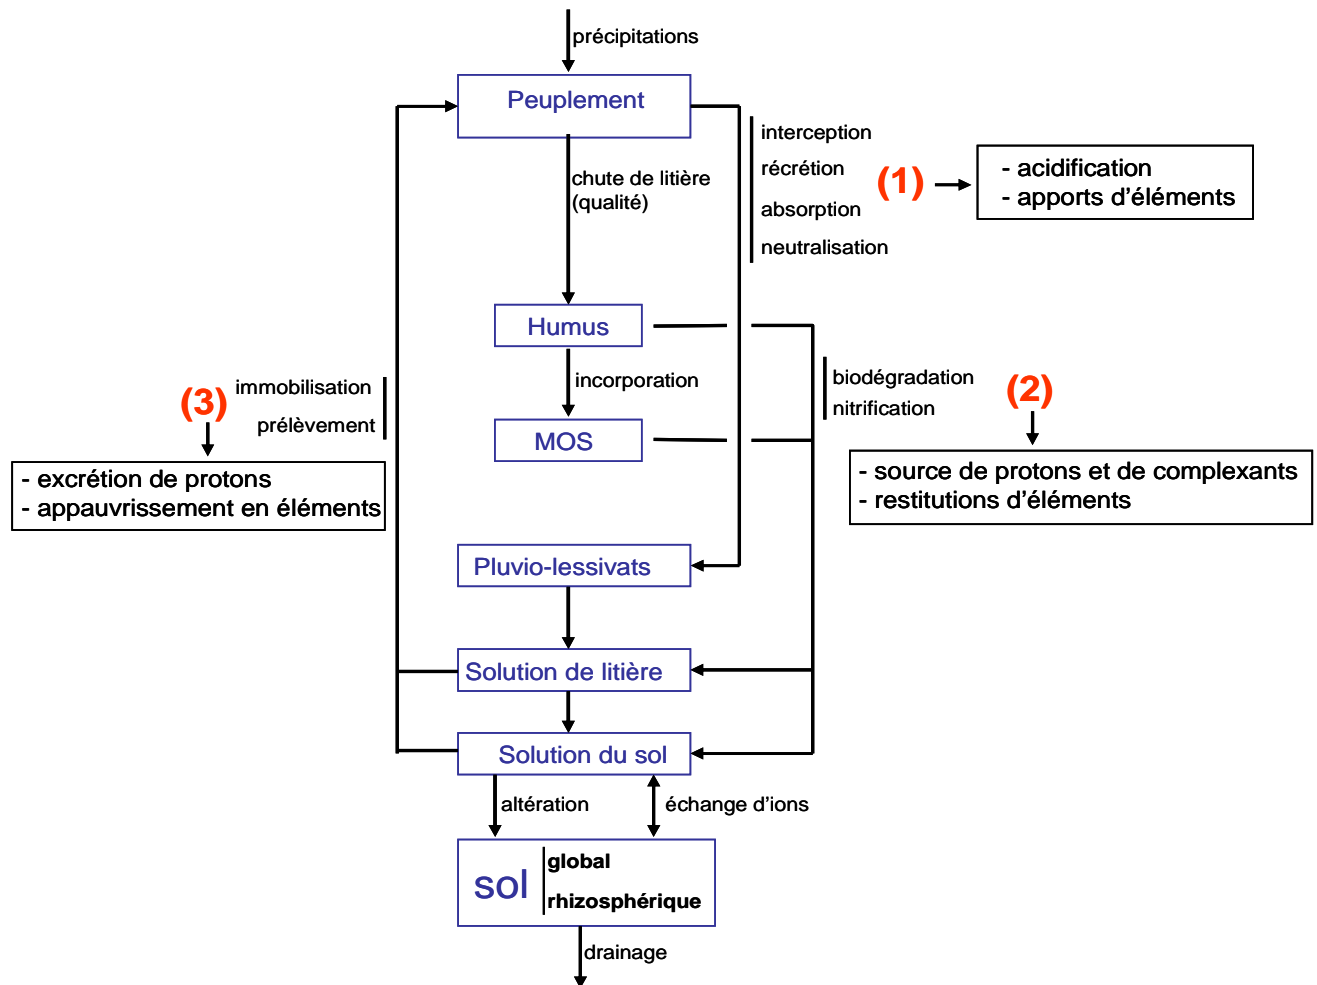 précipitations
Peuplement
interception
récrétion
absorption
neutralisation
(1)
- acidification
- apports d'éléments
chute de litière
(qualité)
Humus
incorporation
MOS
biodégradation
nitrification
(2)
- source de protons et de complexants
- restitutions d'éléments
(3)
immobilisation
prélèvement
- excrétion de protons
- appauvrissement en éléments
Pluvio-lessivats
Solution de litière
Solution du sol
altération
échange d'ions
sol
global
rhizosphérique
drainage